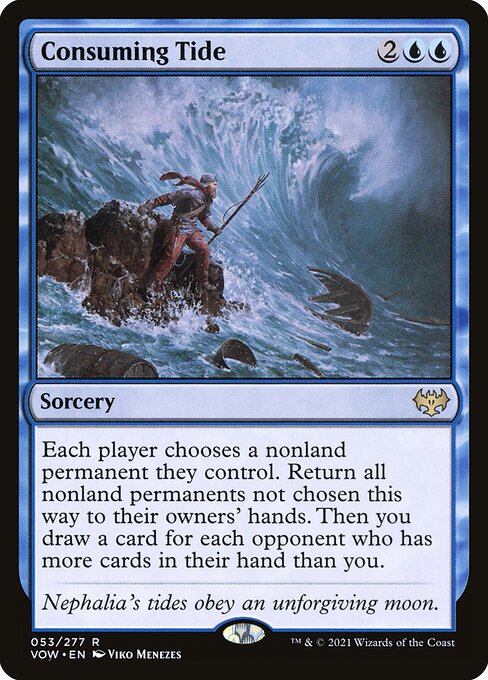 Consuming Tide 2
Sorcery
Each player chooses a nonland
permanent they control. Return all
nonland permanents not chosen this
way to their owners’ hands. Then you
draw a card for each opponent who has
more cards in their hand than you.
Nephalia’s tides obey an unforgiving moon.
053/277 R
VOW • EN Viko Menezes
™ & © 2021 Wizards of the Coast